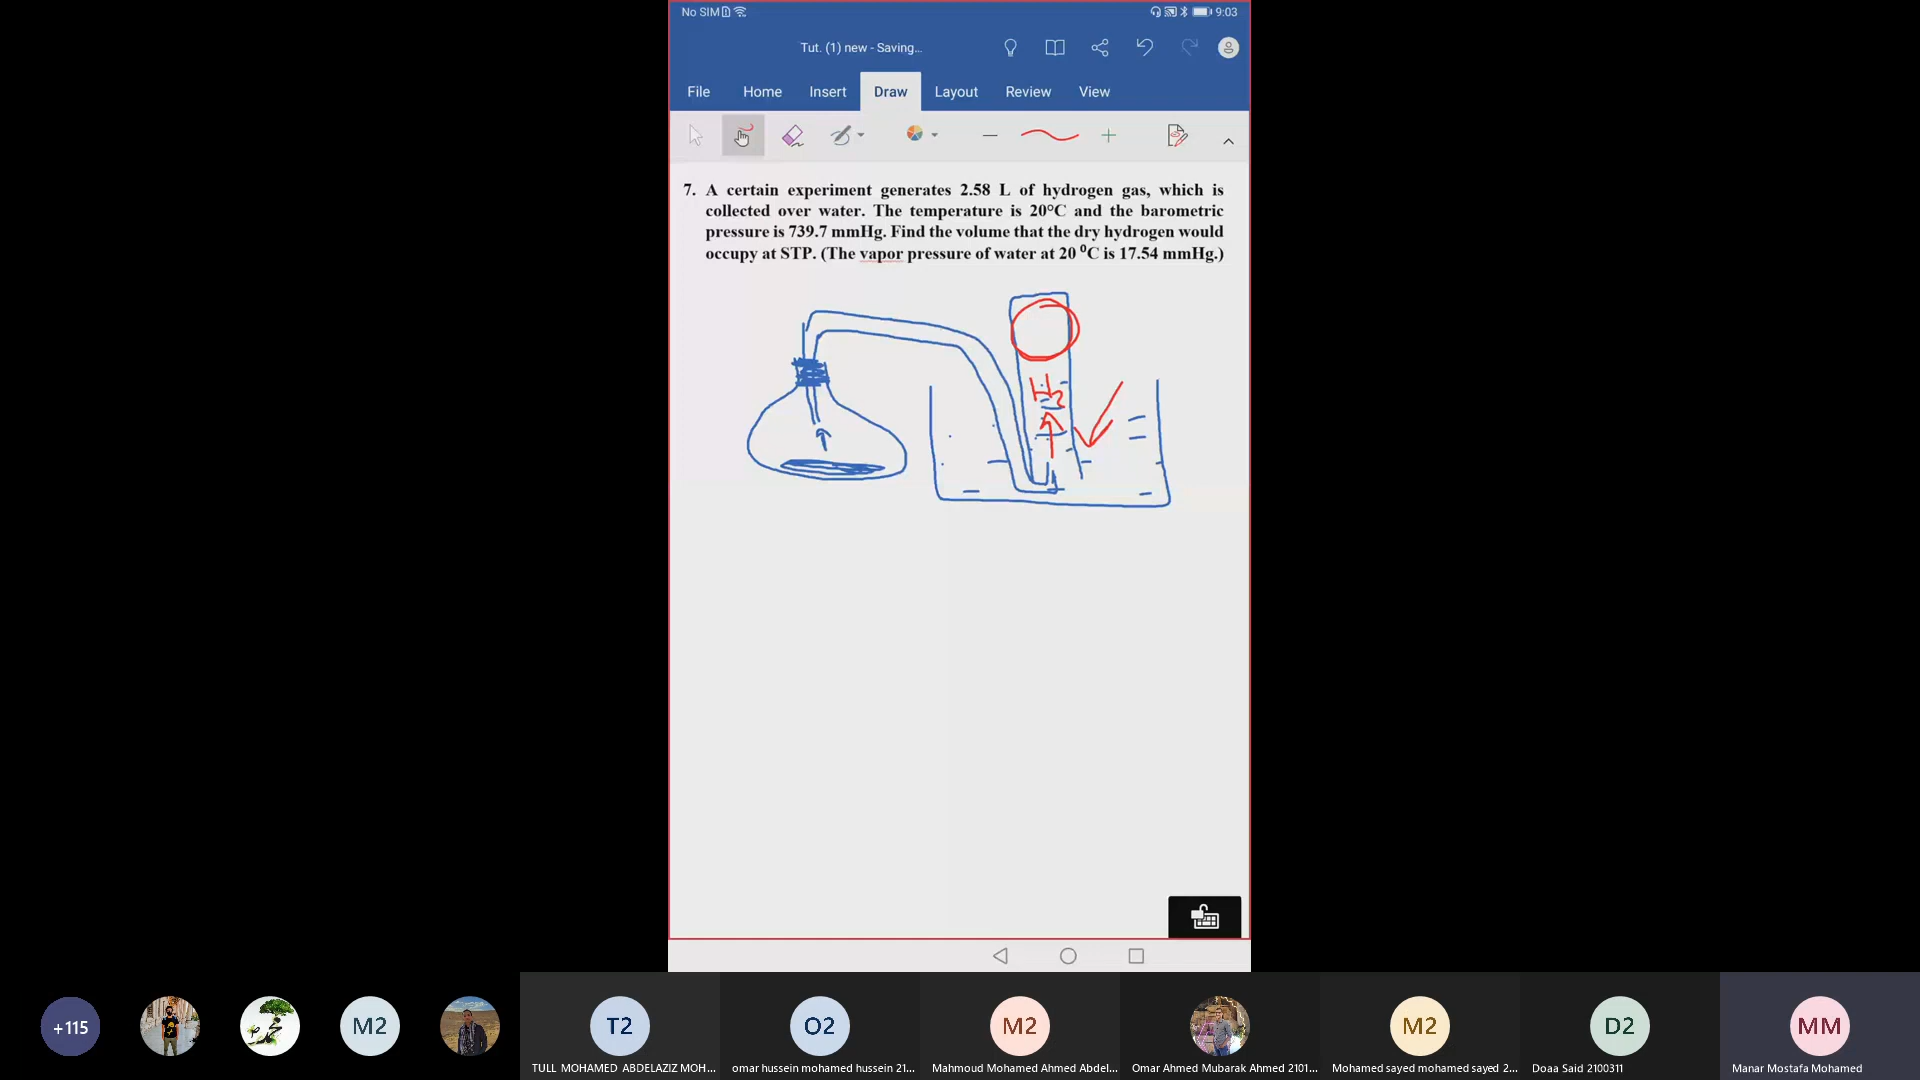 No SIM 9:03
Tut. (1) new - Saving...
File Home Insert Draw Layout Review View
7. A certain experiment generates 2.58 L of hydrogen gas, which is
collected over water. The temperature is 20°C and the barometric
pressure is 739.7 mmHg. Find the volume that the dry hydrogen would
occupy at STP. (The vapor pressure of water at 20 ⁰C is 17.54 mmHg.)
H2
+115 M2 T2 O2 M2 M2 D2 MM
TULL MOHAMED ABDELAZIZ MOH... omar hussein mohamed hussein 21... Mahmoud Mohamed Ahmed Abdel... Omar Ahmed Mubarak Ahmed 2101... Mohamed sayed mohamed sayed 2... Doaa Said 2100311 Manar Mostafa Mohamed